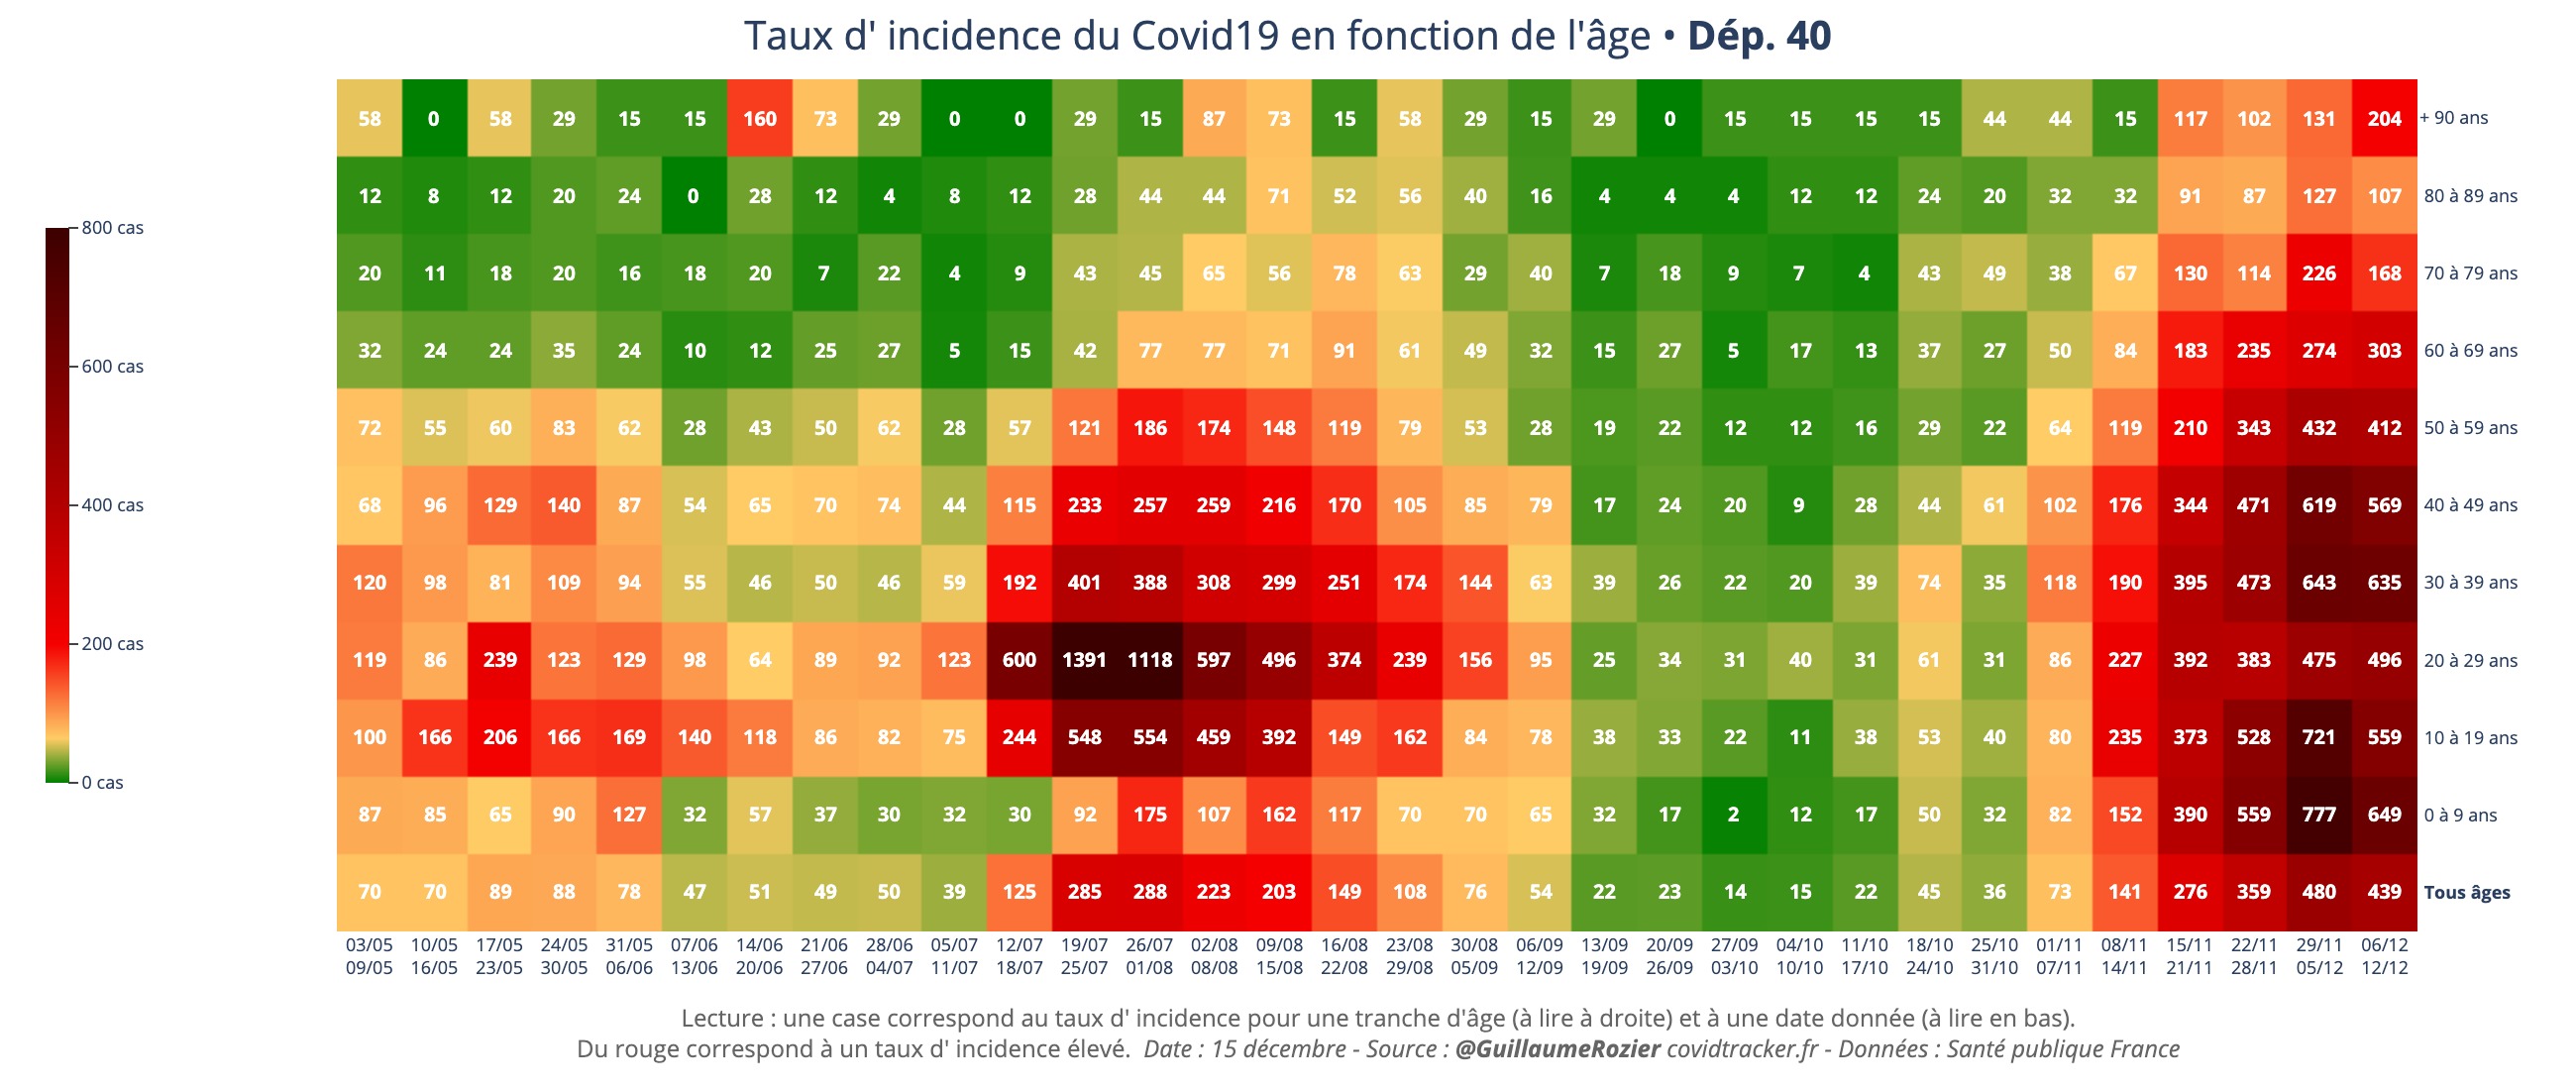 Taux d' incidence du Covid19 en fonction de l'âge • Dép. 40
58 0 58 29 15 15 160 73 29 0 0 29 15 87 73 15 58 29 15 29 0 15 15 15 15 44 44 15 117 102 131 204 + 90 ans
12 8 12 20 24 0 28 12 4 8 12 28 44 44 71 52 56 40 16 4 4 4 12 12 24 20 32 32 91 87 127 107 80 à 89 ans
800 cas
20 11 18 20 16 18 20 7 22 4 9 43 45 65 56 78 63 29 40 7 18 9 7 4 43 49 38 67 130 114 226 168 70 à 79 ans
32 24 24 35 24 10 12 25 27 5 15 42 77 77 71 91 61 49 32 15 27 5 17 13 37 27 50 84 183 235 274 303 60 à 69 ans
600 cas
72 55 60 83 62 28 43 50 62 28 57 121 186 174 148 119 79 53 28 19 22 12 12 16 29 22 64 119 210 343 432 412 50 à 59 ans
400 cas
68 96 129 140 87 54 65 70 74 44 115 233 257 259 216 170 105 85 79 17 24 20 9 28 44 61 102 176 344 471 619 569 40 à 49 ans
120 98 81 109 94 55 46 50 46 59 192 401 388 308 299 251 174 144 63 39 26 22 20 39 74 35 118 190 395 473 643 635 30 à 39 ans
200 cas
119 86 239 123 129 98 64 89 92 123 600 1391 1118 597 496 374 239 156 95 25 34 31 40 31 61 31 86 227 392 383 475 496 20 à 29 ans
100 166 206 166 169 140 118 86 82 75 244 548 554 459 392 149 162 84 78 38 33 22 11 38 53 40 80 235 373 528 721 559 10 à 19 ans
0 cas
87 85 65 90 127 32 57 37 30 32 30 92 175 107 162 117 70 70 65 32 17 2 12 17 50 32 82 152 390 559 777 649 0 à 9 ans
70 70 89 88 78 47 51 49 50 39 125 285 288 223 203 149 108 76 54 22 23 14 15 22 45 36 73 141 276 359 480 439 Tous âges
03/05 10/05 17/05 24/05 31/05 07/06 14/06 21/06 28/06 05/07 12/07 19/07 26/07 02/08 09/08 16/08 23/08 30/08 06/09 13/09 20/09 27/09 04/10 11/10 18/10 25/10 01/11 08/11 15/11 22/11 29/11 06/12
09/05 16/05 23/05 30/05 06/06 13/06 20/06 27/06 04/07 11/07 18/07 25/07 01/08 08/08 15/08 22/08 29/08 05/09 12/09 19/09 26/09 03/10 10/10 17/10 24/10 31/10 07/11 14/11 21/11 28/11 05/12 12/12
Lecture : une case correspond au taux d' incidence pour une tranche d'âge (à lire à droite) et à une date donnée (à lire en bas).
Du rouge correspond à un taux d' incidence élevé. Date : 15 décembre - Source : @GuillaumeRozier covidtracker.fr - Données : Santé publique France